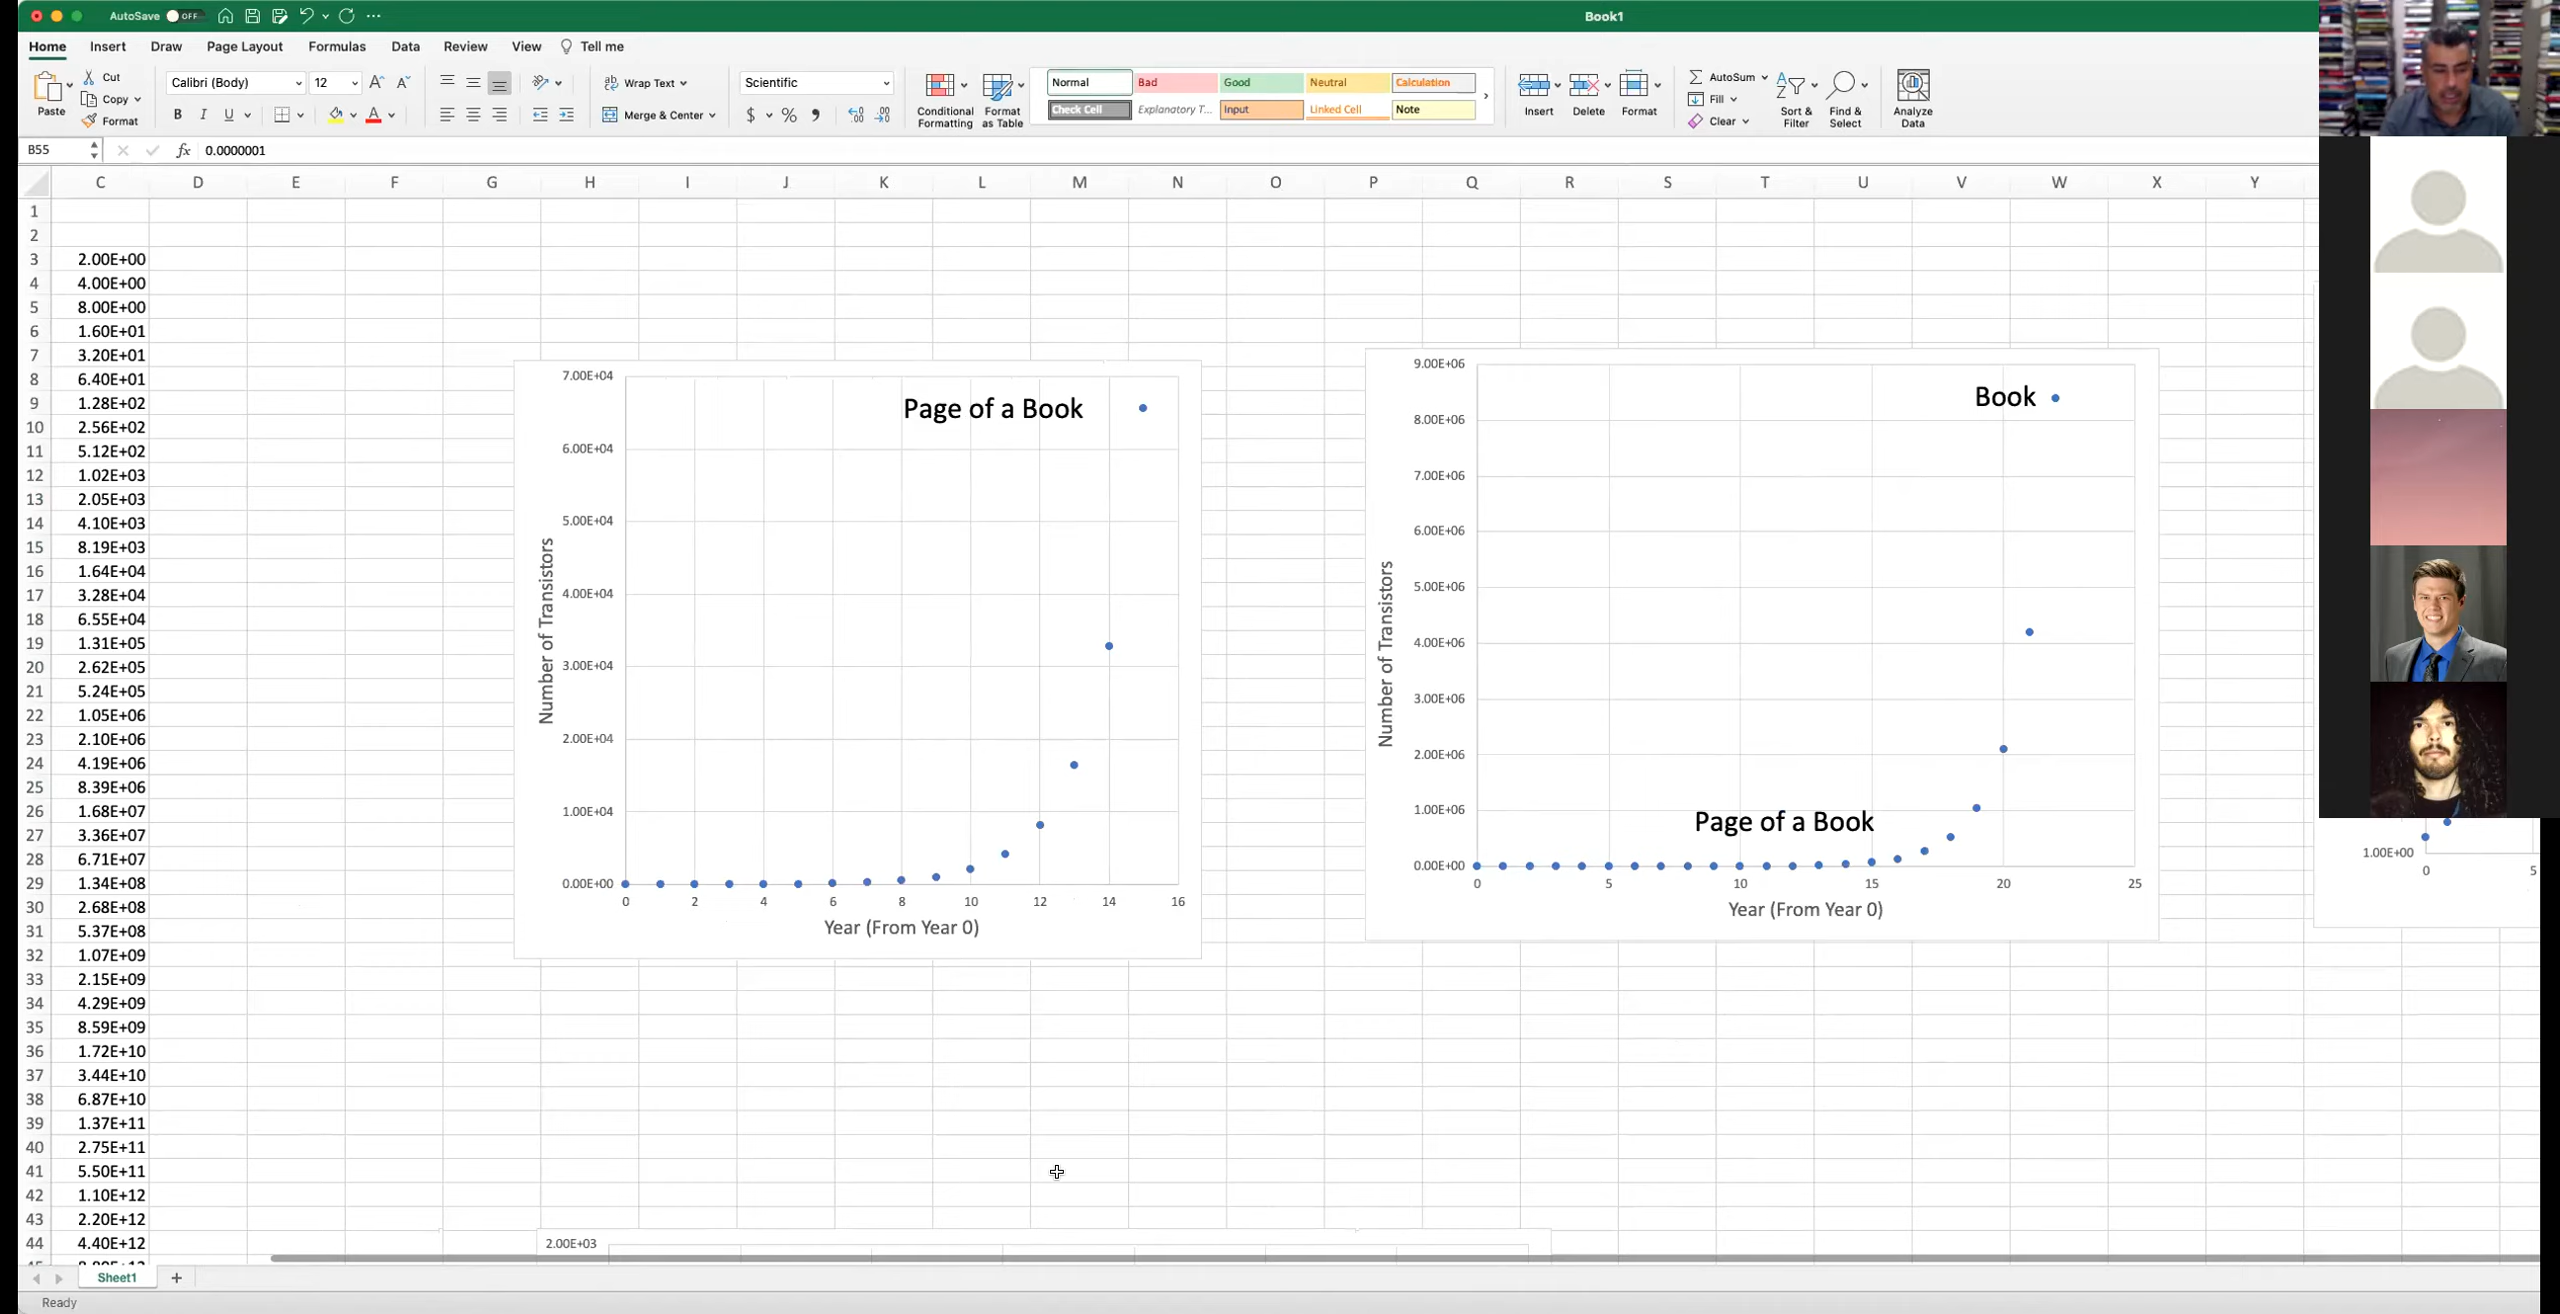 AutoSave OFF
Book1
Home Insert Draw Page Layout Formulas Data Review View Tell me
Paste
Cut
Copy
Format
Calibri (Body) 12
B I U
Wrap Text
Merge & Center
Scientific
$ % 9
Conditional Formatting
Format as Table
Normal Bad Good Neutral Calculation
Check Cell Explanatory T... Input Linked Cell Note
Insert Delete Format
AutoSum
Fill
Clear
Sort & Filter
Find & Select
Analyze Data
B55 fx 0.0000001
C D E F G H I J K L M N O P Q R S T U V W X Y
1
2
3 2.00E+00
4 4.00E+00
5 8.00E+00
6 1.60E+01
7 3.20E+01
8 6.40E+01
9 1.28E+02
10 2.56E+02
11 5.12E+02
12 1.02E+03
13 2.05E+03
14 4.10E+03
15 8.19E+03
16 1.64E+04
17 3.28E+04
18 6.55E+04
19 1.31E+05
20 2.62E+05
21 5.24E+05
22 1.05E+06
23 2.10E+06
24 4.19E+06
25 8.39E+06
26 1.68E+07
27 3.36E+07
28 6.71E+07
29 1.34E+08
30 2.68E+08
31 5.37E+08
32 1.07E+09
33 2.15E+09
34 4.29E+09
35 8.59E+09
36 1.72E+10
37 3.44E+10
38 6.87E+10
39 1.37E+11
40 2.75E+11
41 5.50E+11
42 1.10E+12
43 2.20E+12
44 4.40E+12
7.00E+04
6.00E+04
5.00E+04
4.00E+04
3.00E+04
2.00E+04
1.00E+04
0.00E+00
Page of a Book
Number of Transistors
0 2 4 6 8 10 12 14 16
Year (From Year 0)
9.00E+06
8.00E+06
7.00E+06
6.00E+06
5.00E+06
4.00E+06
3.00E+06
2.00E+06
1.00E+06
0.00E+00
Book
Page of a Book
Number of Transistors
0 5 10 15 20 25
Year (From Year 0)
1.00E+00
0 5
2.00E+03
Sheet1 +
Ready